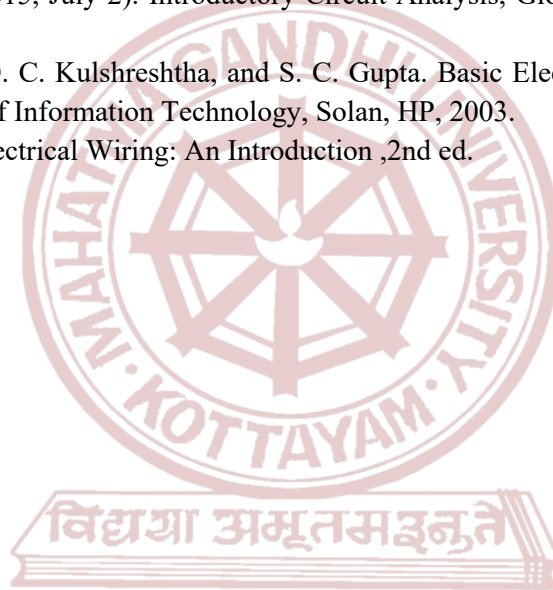 015, July 2). Introductory Circuit Analysis, Glo
. C. Kulshreshtha, and S. C. Gupta. Basic Elec
f Information Technology, Solan, HP, 2003.
ectrical Wiring: An Introduction ,2nd ed.
MAHATMA GANDHI UNIVERSITY
KOTTAYAM
विद्यया अमृतमश्नुते